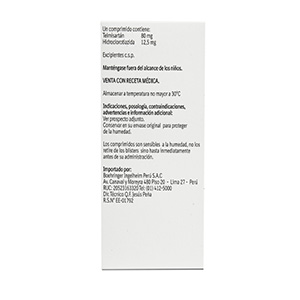 Un comprimido contiene:
Telmisartán 80 mg
Hidroclorotiazida 12,5 mg
Excipientes c.s.p.
Manténgase fuera del alcance de los niños.
VENTA CON RECETA MÉDICA.
Almacenar a temperatura no mayor a 30°C
Indicaciones, posología, contraindicaciones,
advertencias e información adicional:
Ver prospecto adjunto.
Conservar en su envase original para proteger
de la humedad.
Los comprimidos son sensibles a la humedad, no los
retire de los blísters sino hasta inmediatamente
antes de su administración.
Importado por:
Boehringer Ingelheim Perú S.A.C
Av. Canaval y Moreyra 480 Piso 20 - Lima 27 - Perú
RUC: 20523163320 Tel: (01) 412-5000
Dir. Técnico Q.F. Jesús Peña
R.S.N° EE-01792